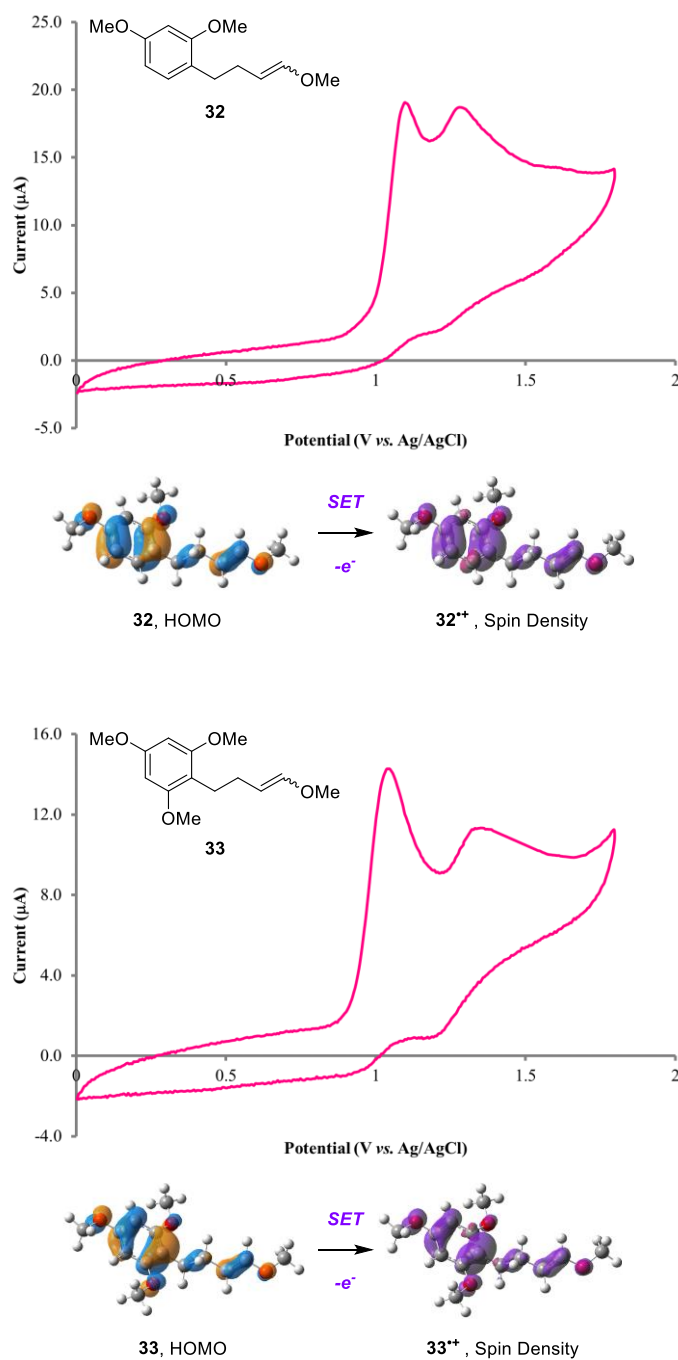 25.0
MeO
OMe
20.0
OMe
32
15.0
10.0
5.0
0.0
0
0.5
1
1.5
2
-5.0
Current (μA)
Potential (V vs. Ag/AgCl)
SET
-e-
32, HOMO
32•+ , Spin Density
16.0
MeO
OMe
12.0
OMe
OMe
33
8.0
4.0
0.0
0
0.5
1
1.5
2
-4.0
Current (μA)
Potential (V vs. Ag/AgCl)
SET
-e-
33, HOMO
33•+ , Spin Density